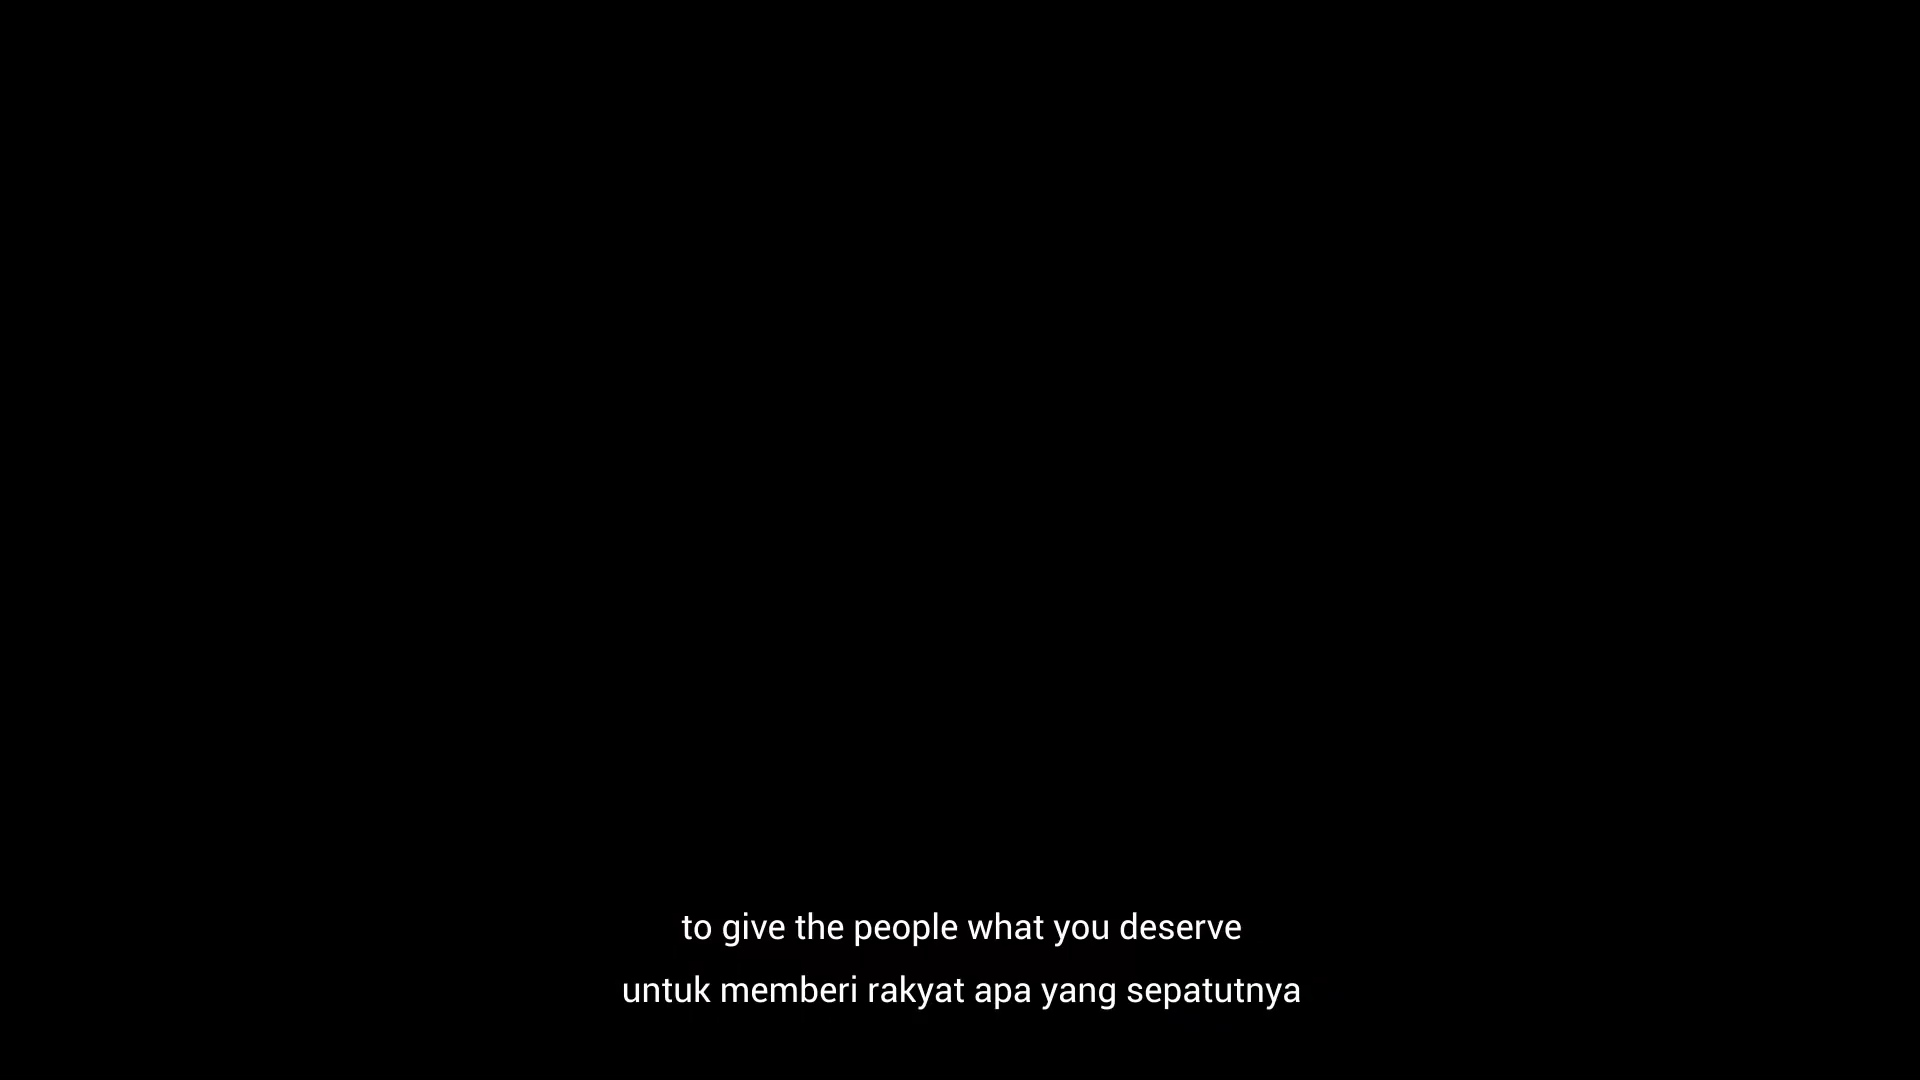 to give the people what you deserve
untuk memberi rakyat apa yang sepatutnya